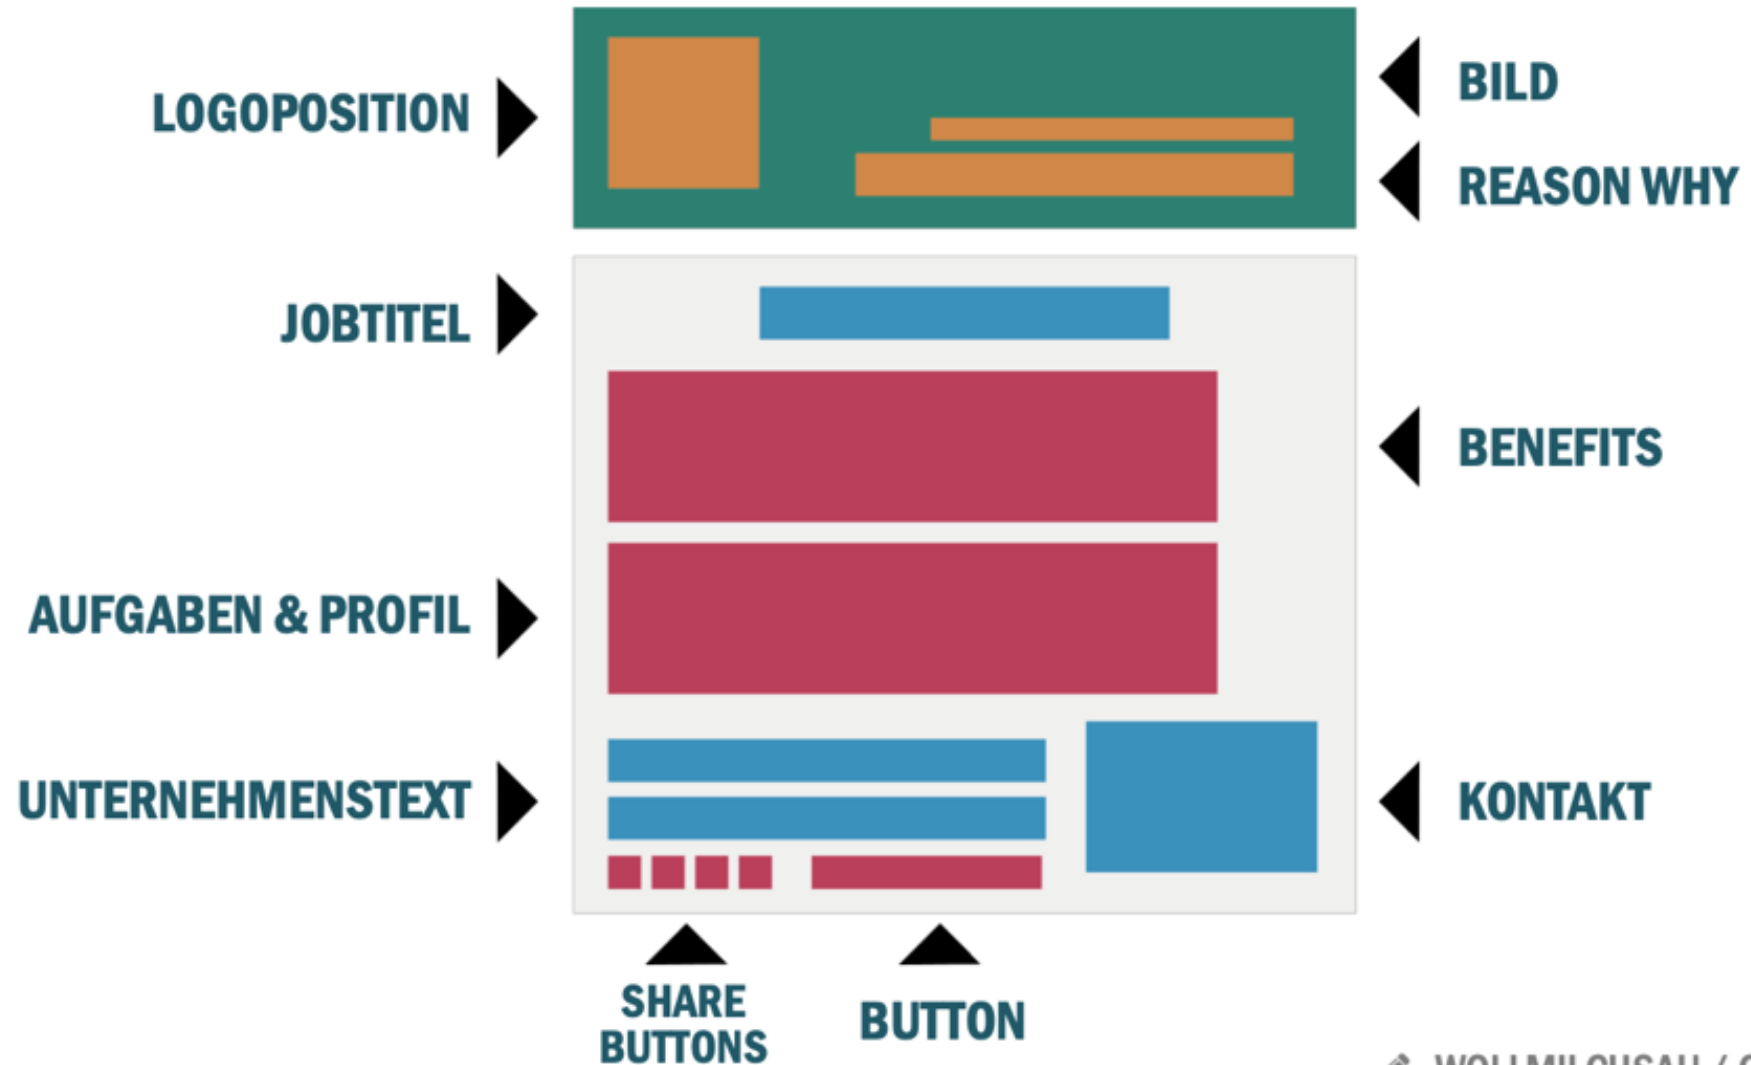 LOGOPOSITION
BILD
REASON WHY
JOBTITEL
BENEFITS
AUFGABEN & PROFIL
UNTERNEHMENSTEXT
KONTAKT
SHARE
BUTTONS
BUTTON